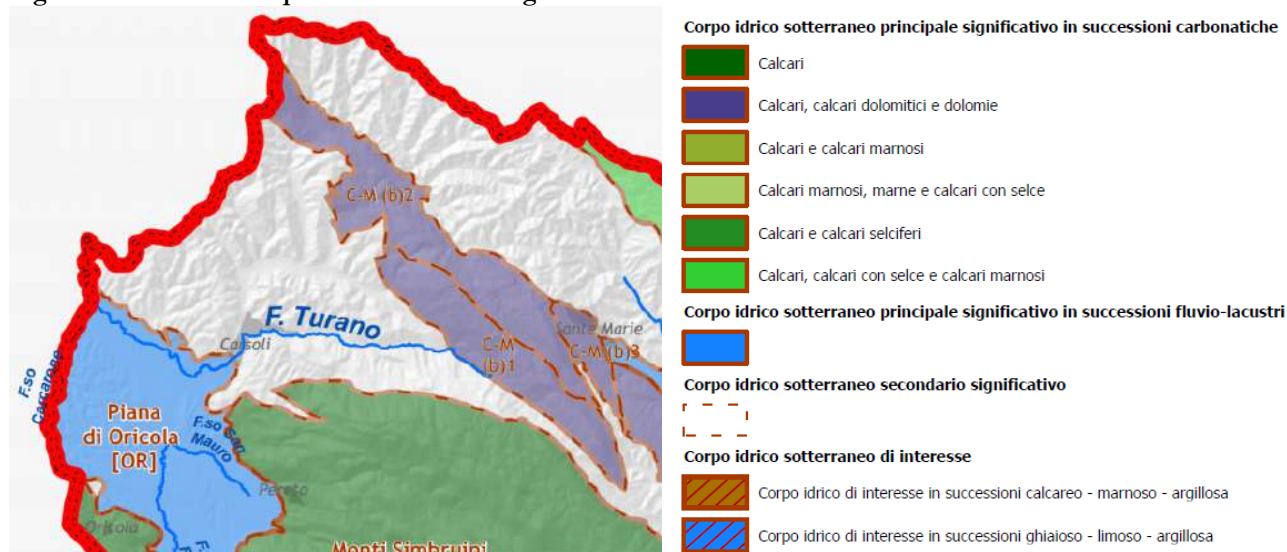 C-M (b)2
F. Turano
Sante Marie
Carsoli
C-M
(b)1
C-M (b)3
F.so
Carcarone
Piana
di Oricola
[OR]
F.so San
Mauro
Pereto
Oricola
Monti Simbruini
Corpo idrico sotterraneo principale significativo in successioni carbonatiche
Calcari
Calcari, calcari dolomitici e dolomie
Calcari e calcari marnosi
Calcari marnosi, marne e calcari con selce
Calcari e calcari selciferi
Calcari, calcari con selce e calcari marnosi
Corpo idrico sotterraneo principale significativo in successioni fluvio-lacustri
Corpo idrico sotterraneo secondario significativo
Corpo idrico sotterraneo di interesse
Corpo idrico di interesse in successioni calcareo - marnoso - argillosa
Corpo idrico di interesse in successioni ghiaioso - limoso - argillosa